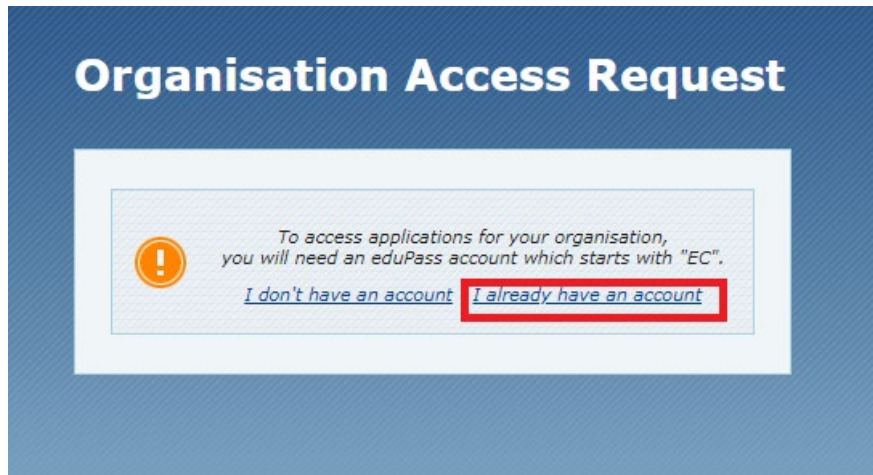 Organisation Access Request
To access applications for your organisation,
you will need an eduPass account which starts with "EC".
I don't have an account I already have an account